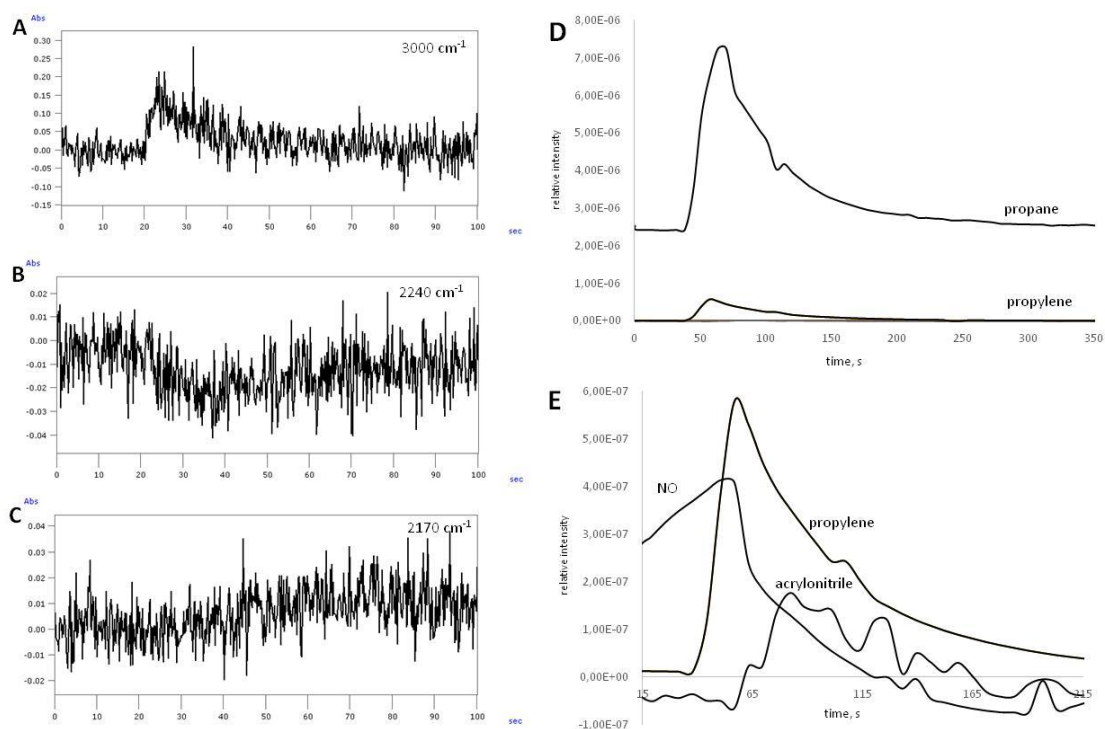 A
Abs
3000 cm⁻¹
0.30
0.25
0.20
0.15
0.10
0.05
0.00
-0.05
-0.10
-0.15
0 10 20 30 40 50 60 70 80 90 100
sec
B
Abs
2240 cm⁻¹
0.02
0.01
0.00
-0.01
-0.02
-0.03
-0.04
0 10 20 30 40 50 60 70 80 90 100
sec
C
Abs
2170 cm⁻¹
0.04
0.03
0.02
0.01
0.00
-0.01
-0.02
0 10 20 30 40 50 60 70 80 90 100
sec
D
8,00E-06
7,00E-06
6,00E-06
5,00E-06
4,00E-06
3,00E-06
2,00E-06
1,00E-06
0,00E+00
relative intensity
propane
propylene
0 50 100 150 200 250 300 350
time, s
E
6,00E-07
5,00E-07
4,00E-07
3,00E-07
2,00E-07
1,00E-07
0,00E+00
-1,00E-07
relative intensity
NO
propylene
acrylonitrile
15 65 115 165 215
time, s